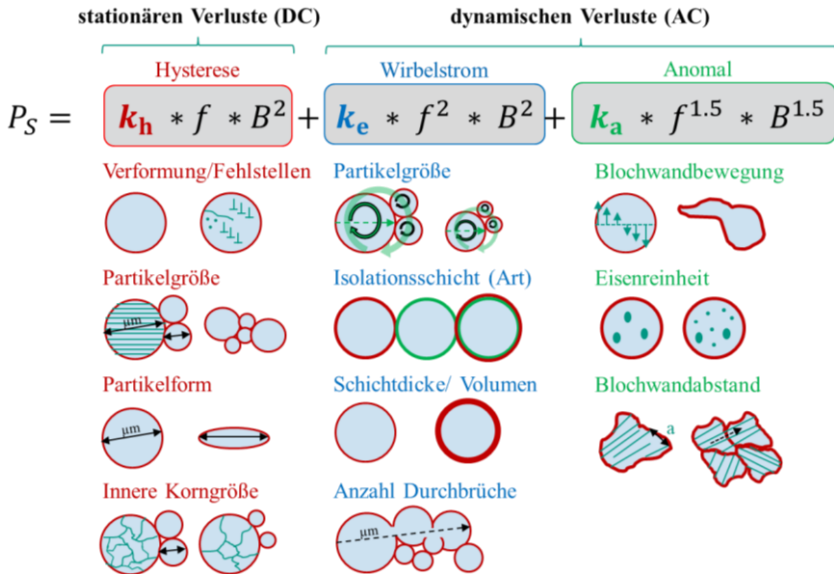 stationären Verluste (DC)
dynamischen Verluste (AC)
Hysterese
Wirbelstrom
Anomal
P_S = k_h * f * B^2 + k_e * f^2 * B^2 + k_a * f^1.5 * B^1.5
Verformung/Fehlstellen
Partikelgröße
Blochwandbewegung
Partikelgröße
Isolationsschicht (Art)
Eisenreinheit
µm
Partikelform
Schichtdicke/ Volumen
Blochwandabstand
µm
a
Innere Korngröße
Anzahl Durchbrüche
µm